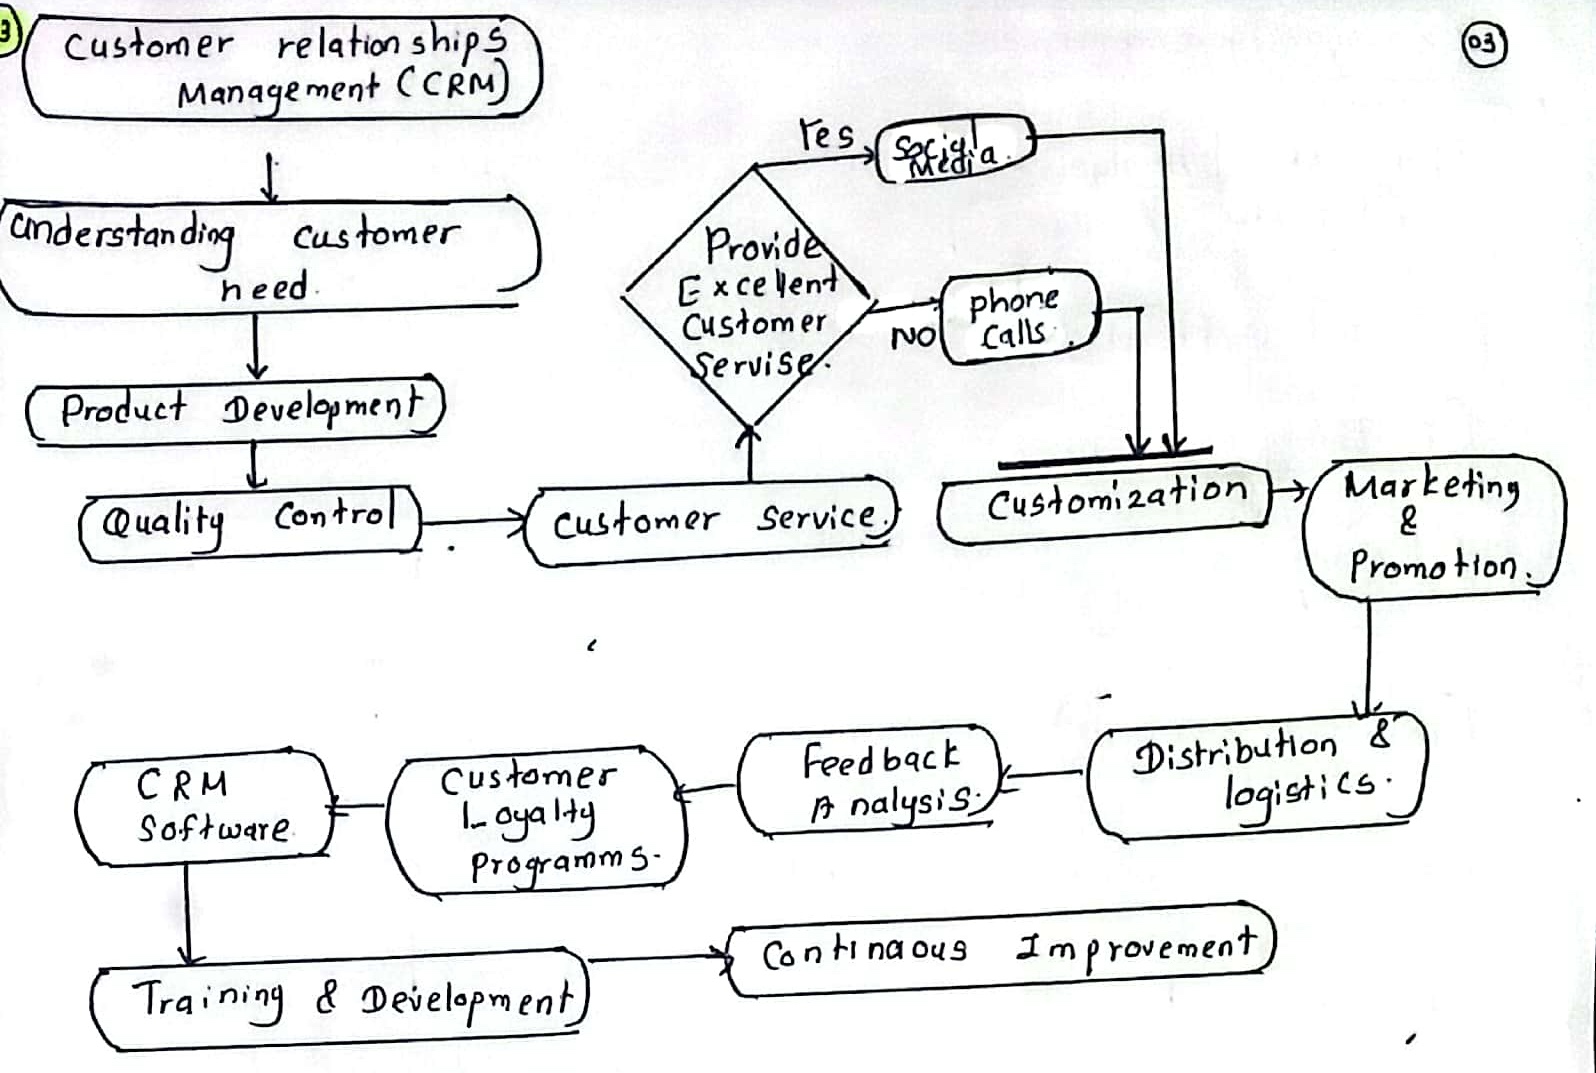 3
03
Customer relationships
Management (CRM)
Understanding customer
need.
Product Development
Quality Control
Customer Service.
Provide
Excellent
Customer
Servise.
Yes
Social
Media.
NO
phone
Calls.
Customization
Marketing
&
Promotion.
Distribution &
logistics.
Feedback
Analysis.
Customer
Loyalty
Programms.
CRM
Software
Training & Development
Continaous Improvement